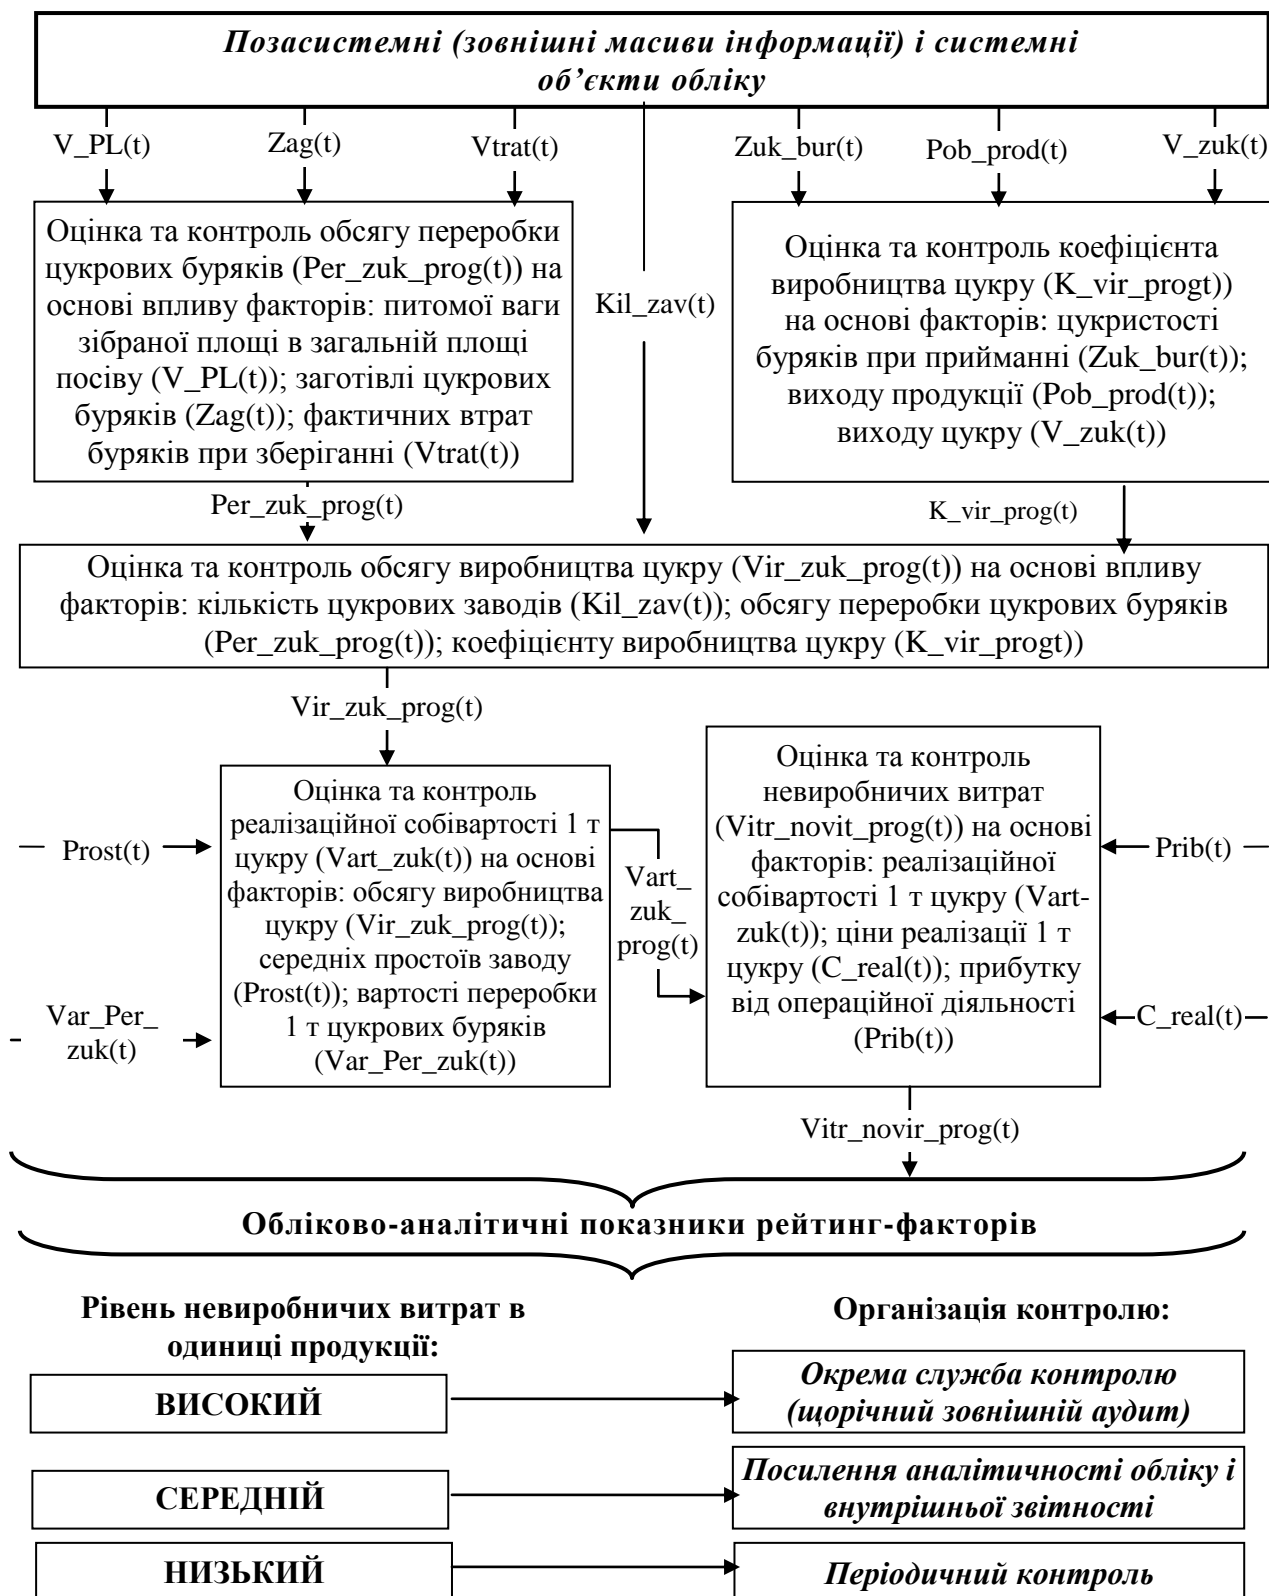 Позасистемні (зовнішні масиви інформації) і системні
об’єкти обліку
V_PL(t)
Zag(t)
Vtrat(t)
Zuk_bur(t)
Pob_prod(t)
V_zuk(t)
Оцінка та контроль обсягу переробки
цукрових буряків (Per_zuk_prog(t)) на
основі впливу факторів: питомої ваги
зібраної площі в загальній площі
посіву (V_PL(t)); заготівлі цукрових
буряків (Zag(t)); фактичних втрат
буряків при зберіганні (Vtrat(t))
Kil_zav(t)
Оцінка та контроль коефіцієнта
виробництва цукру (K_vir_progt))
на основі факторів: цукристості
буряків при прийманні (Zuk_bur(t));
виходу продукції (Pob_prod(t));
виходу цукру (V_zuk(t))
Per_zuk_prog(t)
K_vir_prog(t)
Оцінка та контроль обсягу виробництва цукру (Vir_zuk_prog(t)) на основі впливу
факторів: кількість цукрових заводів (Kil_zav(t)); обсягу переробки цукрових буряків
(Per_zuk_prog(t)); коефіцієнту виробництва цукру (K_vir_progt))
Vir_zuk_prog(t)
Prost(t)
Var_Per_
zuk(t)
Оцінка та контроль
реалізаційної собівартості 1 т
цукру (Vart_zuk(t)) на основі
факторів: обсягу виробництва
цукру (Vir_zuk_prog(t));
середніх простоїв заводу
(Prost(t)); вартості переробки
1 т цукрових буряків
(Var_Per_zuk(t))
Vart_
zuk_
prog(t)
Оцінка та контроль
невиробничих витрат
(Vitr_novit_prog(t)) на основі
факторів: реалізаційної
собівартості 1 т цукру (Vart-
zuk(t)); ціни реалізації 1 т
цукру (C_real(t)); прибутку
від операційної діяльності
(Prib(t))
Prib(t)
C_real(t)
Vitr_novir_prog(t)
Обліково-аналітичні показники рейтинг-факторів
Рівень невиробничих витрат в
одиниці продукції:
Організація контролю:
ВИСОКИЙ
Окрема служба контролю
(щорічний зовнішній аудит)
СЕРЕДНІЙ
Посилення аналітичності обліку і
внутрішньої звітності
НИЗЬКИЙ
Періодичний контроль